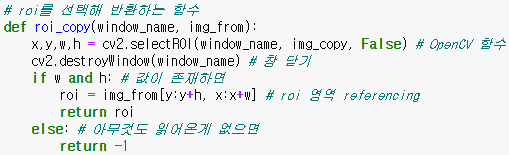 # roi를 선택해 반환하는 함수
def roi_copy(window_name, img_from):
    x,y,w,h = cv2.selectROI(window_name, img_copy, False) # OpenCV 함수
    cv2.destroyWindow(window_name) # 창 닫기
    if w and h: # 값이 존재하면
        roi = img_from[y:y+h, x:x+w] # roi 영역 referencing
        return roi
    else: # 아무것도 읽어온게 없으면
        return -1